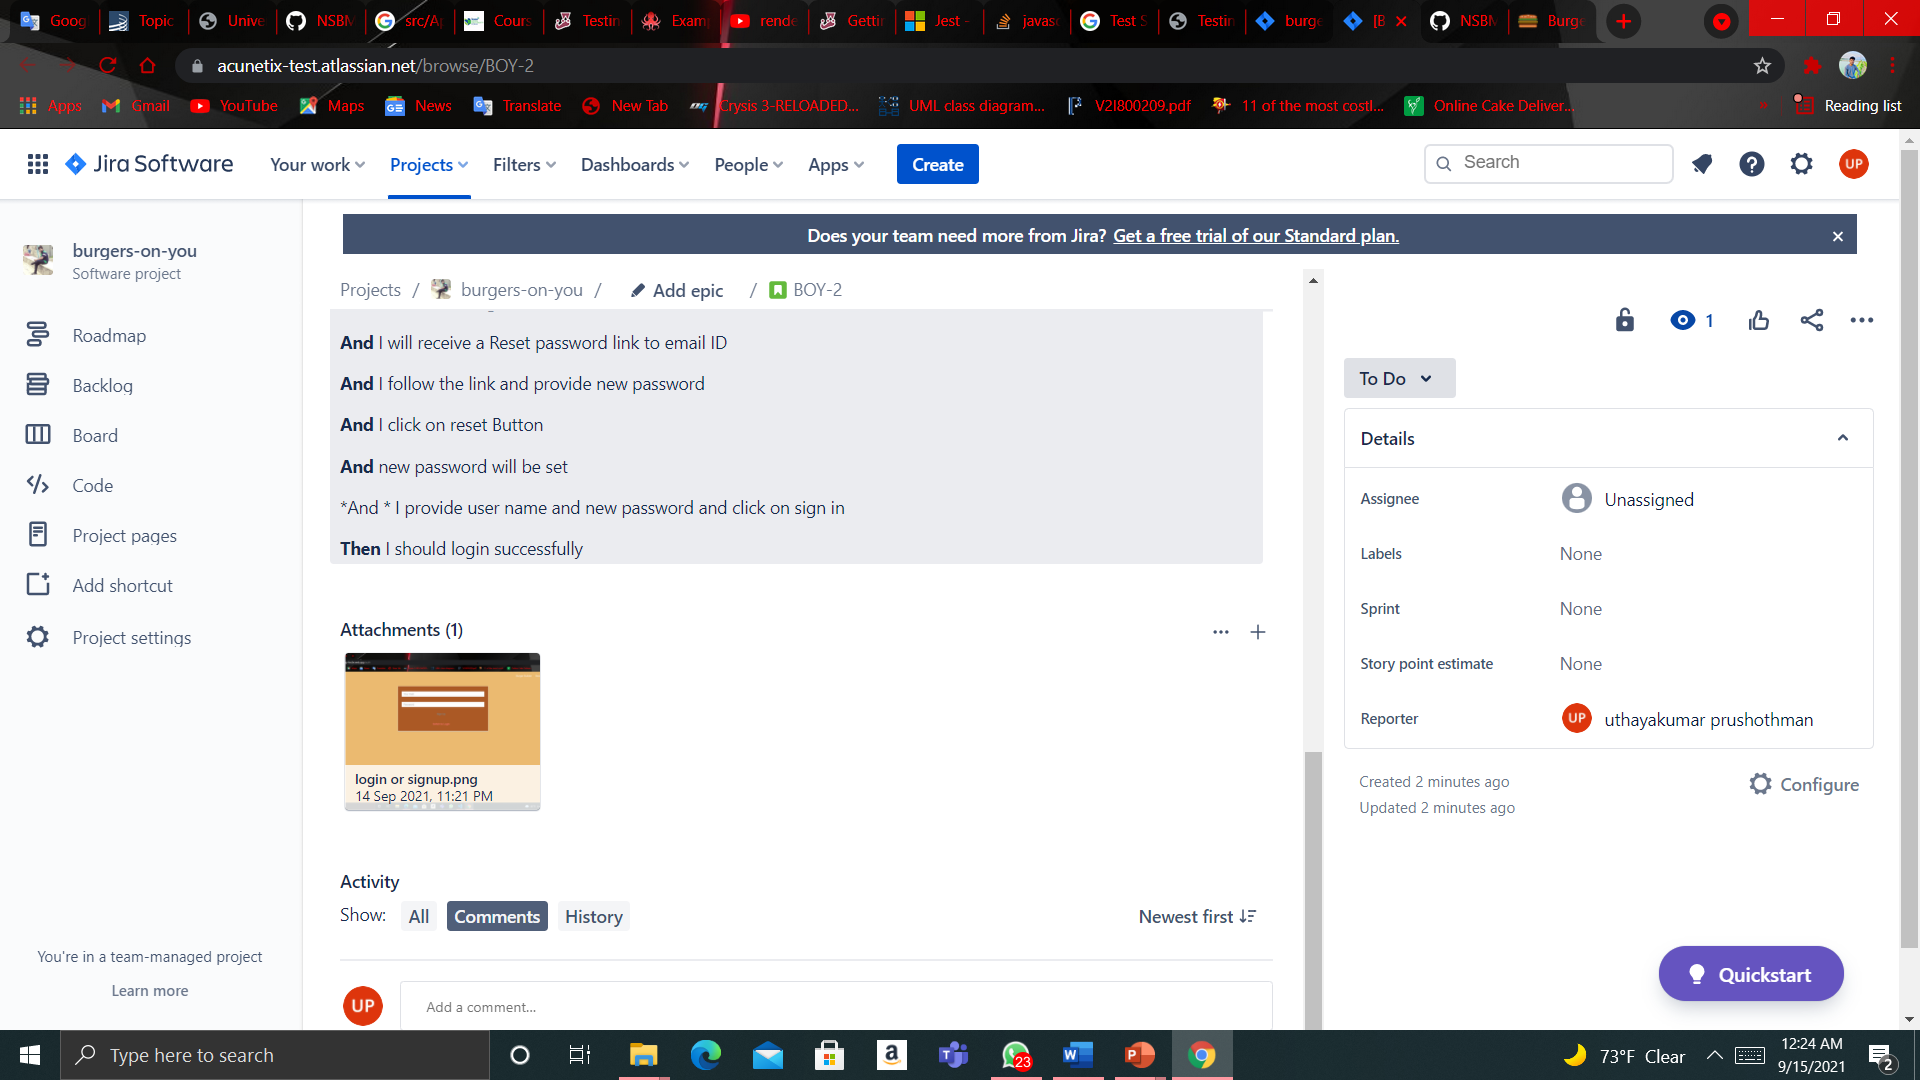 Goog
Topic
Unive
NSBM
src/Ap
Cours
Testin
Examp
rende
Gettin
Jest -
javasc
Test S
Testin
burge
[B
NSBM
Burge
acunetix-test.atlassian.net/browse/BOY-2
Apps
Gmail
YouTube
Maps
News
Translate
New Tab
Crysis 3-RELOADED...
UML class diagram...
V2I800209.pdf
11 of the most costl...
Online Cake Deliver...
Reading list
Jira Software
Your work
Projects
Filters
Dashboards
People
Apps
Create
Search
UP
burgers-on-you
Software project
Does your team need more from Jira? Get a free trial of our Standard plan.
Projects / burgers-on-you / Add epic / BOY-2
1
Roadmap
Backlog
Board
Code
Project pages
Add shortcut
Project settings
And I will receive a Reset password link to email ID
And I follow the link and provide new password
And I click on reset Button
And new password will be set
*And * I provide user name and new password and click on sign in
Then I should login successfully
To Do
Details
Assignee
Unassigned
Labels
None
Sprint
None
Story point estimate
None
Reporter
UP uthayakumar prushothman
Created 2 minutes ago
Updated 2 minutes ago
Configure
Attachments (1)
login or signup.png
14 Sep 2021, 11:21 PM
Activity
Show: All Comments History
Newest first
UP
Add a comment...
You're in a team-managed project
Learn more
Quickstart
Type here to search
23
73°F Clear
12:24 AM
9/15/2021
2